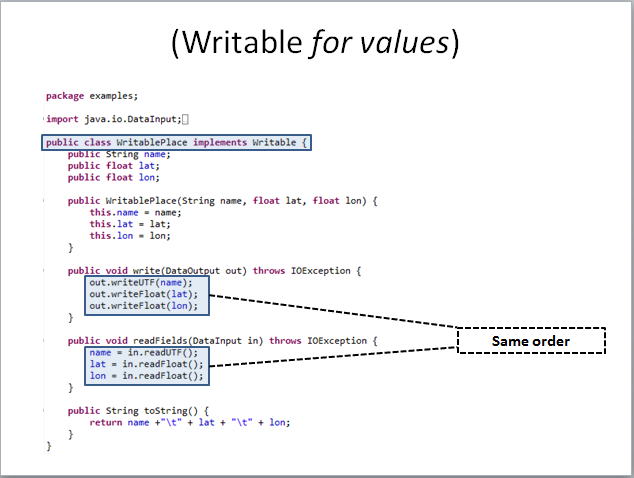 (Writable for values)
package examples;
import java.io.DataInput;
public class WritablePlace implements Writable {
public String name;
public float lat;
public float lon;
public WritablePlace(String name, float lat, float lon) {
this.name = name;
this.lat = lat;
this.lon = lon;
}
public void write(DataOutput out) throws IOException {
out.writeUTF(name);
out.writeFloat(lat);
out.writeFloat(lon);
}
public void readFields(DataInput in) throws IOException {
name = in.readUTF();
lat = in.readFloat();
lon = in.readFloat();
}
Same order
public String toString() {
return name +"\t" + lat + "\t" + lon;
}
}